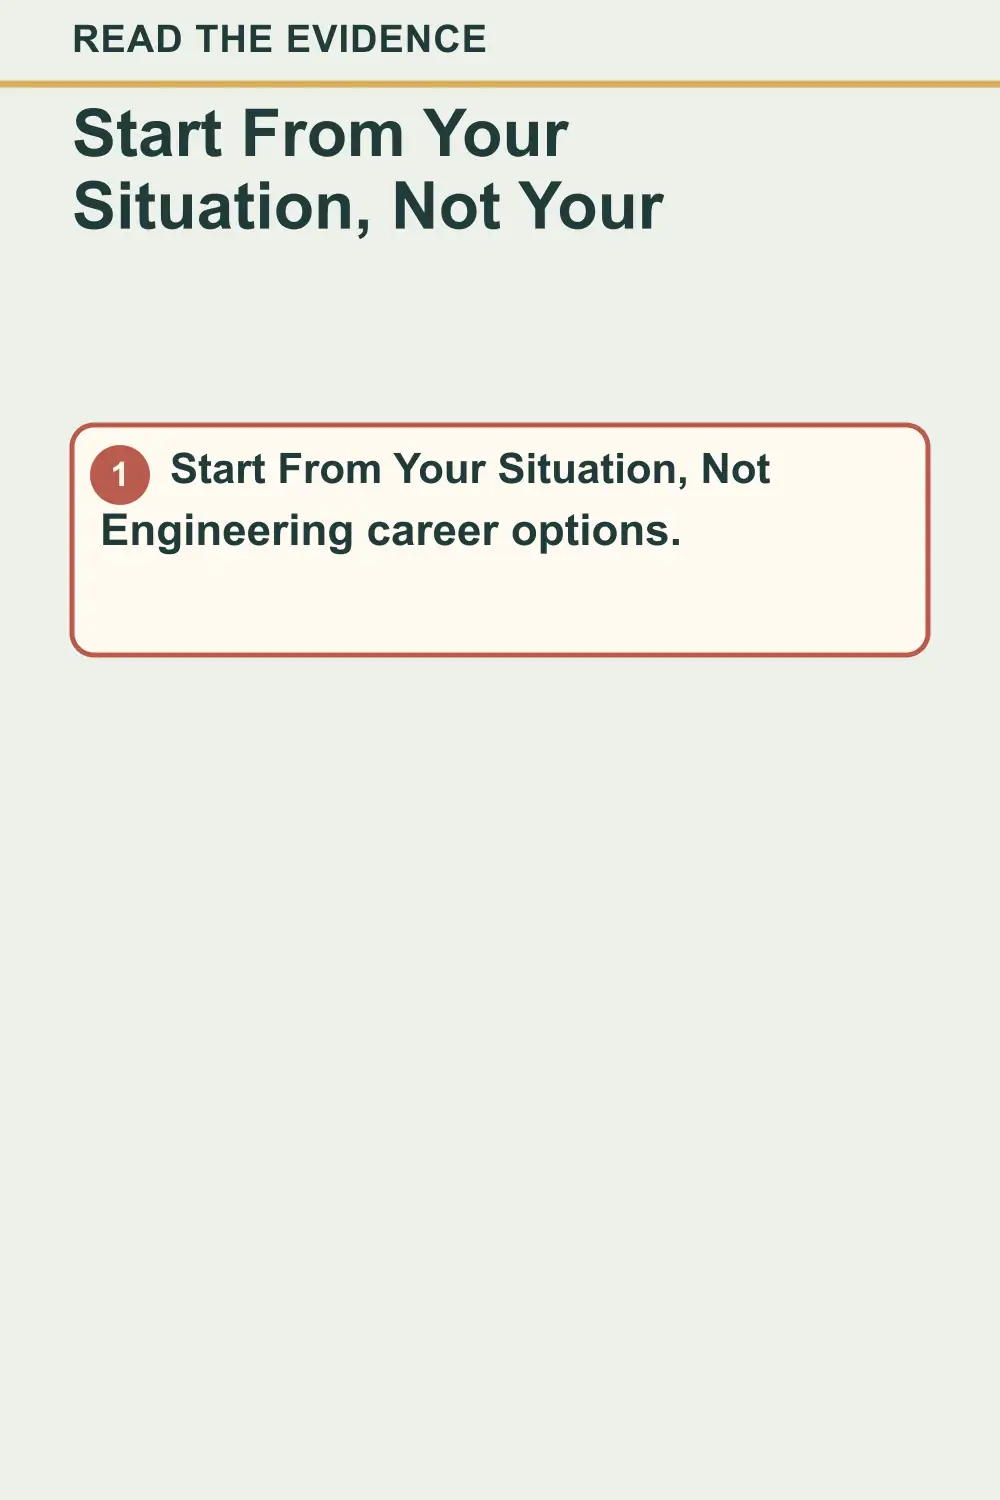 READ THE EVIDENCE
Start From Your
Situation, Not Your
1 Start From Your Situation, Not
Engineering career options.